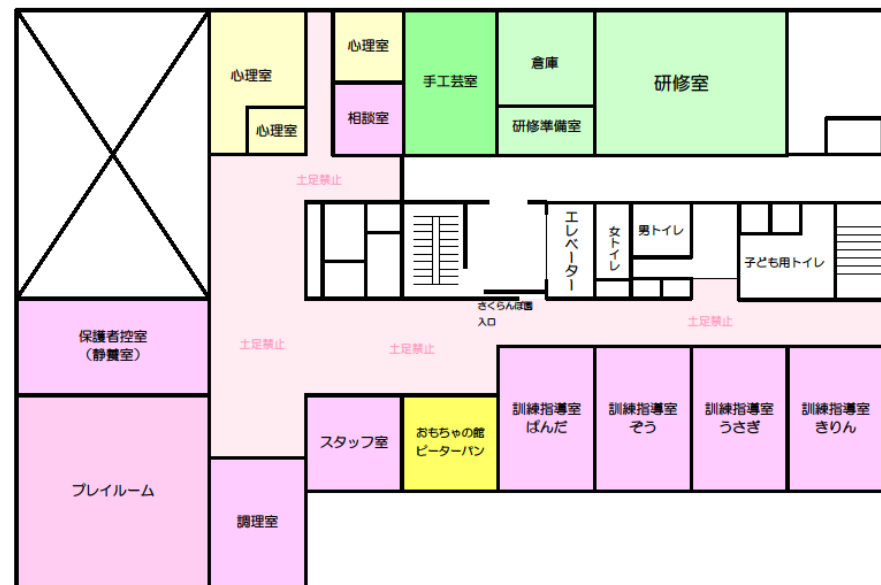 心理室
心理室
心理室
相談室
手工芸室
倉庫
研修準備室
研修室
土足禁止
エレベーター
女トイレ
男トイレ
子ども用トイレ
さくらんぼ園
入口
土足禁止
保護者控室
（静養室）
土足禁止
土足禁止
プレイルーム
調理室
スタッフ室
おもちゃの館
ピーターパン
訓練指導室
ぱんだ
訓練指導室
ぞう
訓練指導室
うさぎ
訓練指導室
きりん